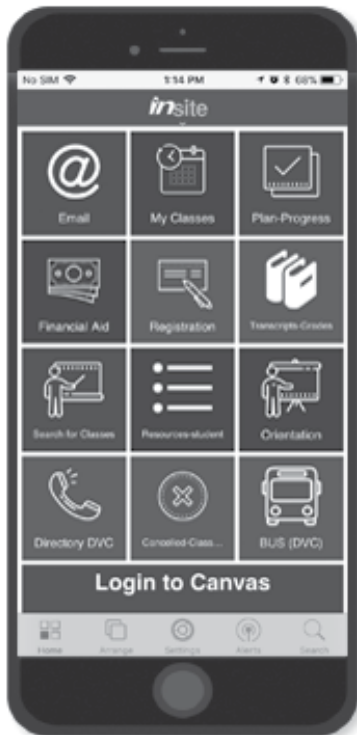 No SIM 1:14 PM 68%
insite
Email My Classes Plan-Progress
Financial Aid Registration Transcripts-Grades
Search for Classes Resources-student Orientation
Directory DVC Cancelled-Class... BUS (DVC)
Login to Canvas
Home Arrange Settings Alerts Search